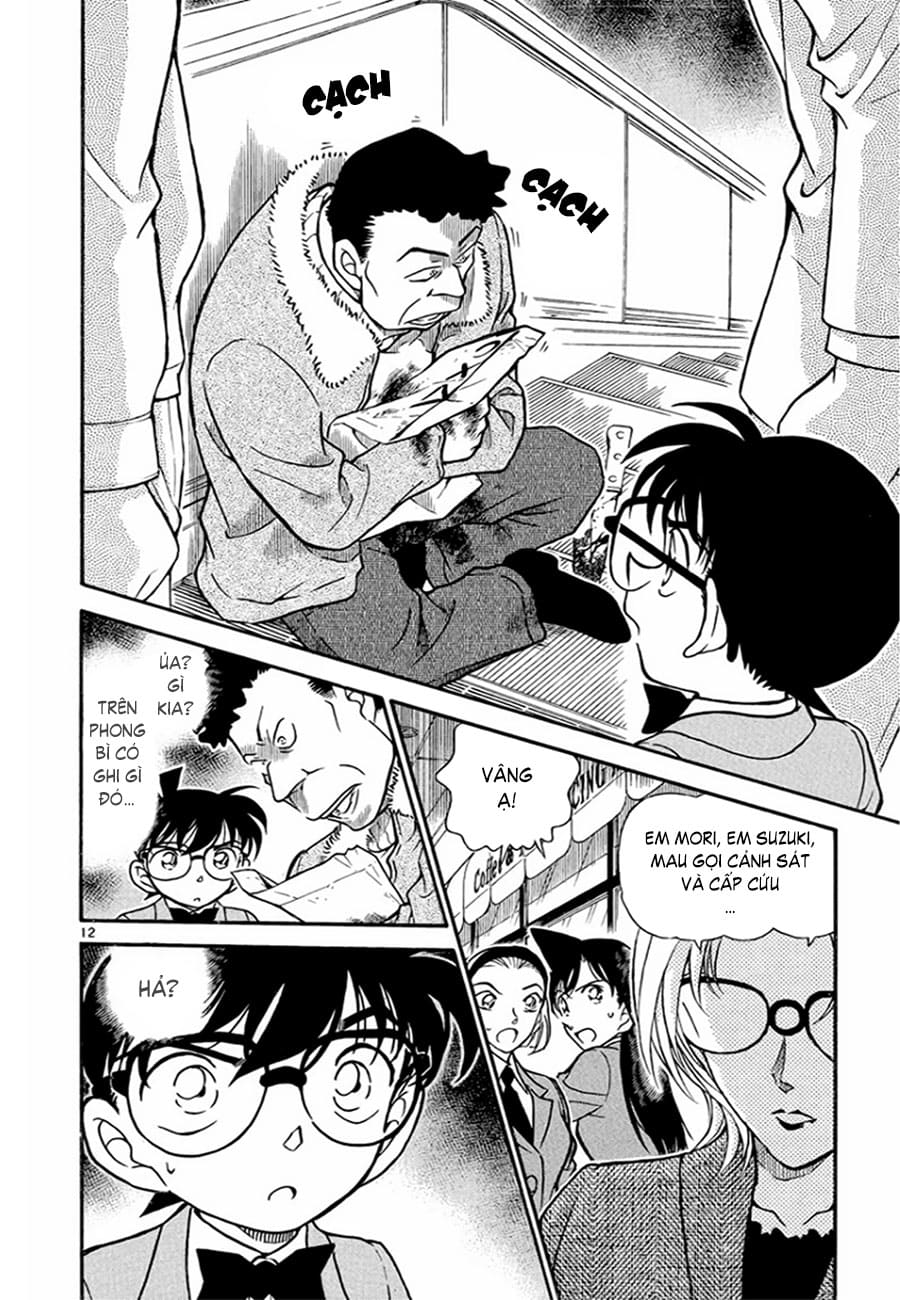 CẠCH
CẠCH
ỦA?
GÌ
KIA?
TRÊN
PHONG
BÌ CÓ
GHI GÌ
ĐÓ...
VÂNG
Ạ!
CING
EM MORI, EM SUZUKI,
MAU GỌI CẢNH SÁT
VÀ CẤP CỨU
...
12
HẢ?